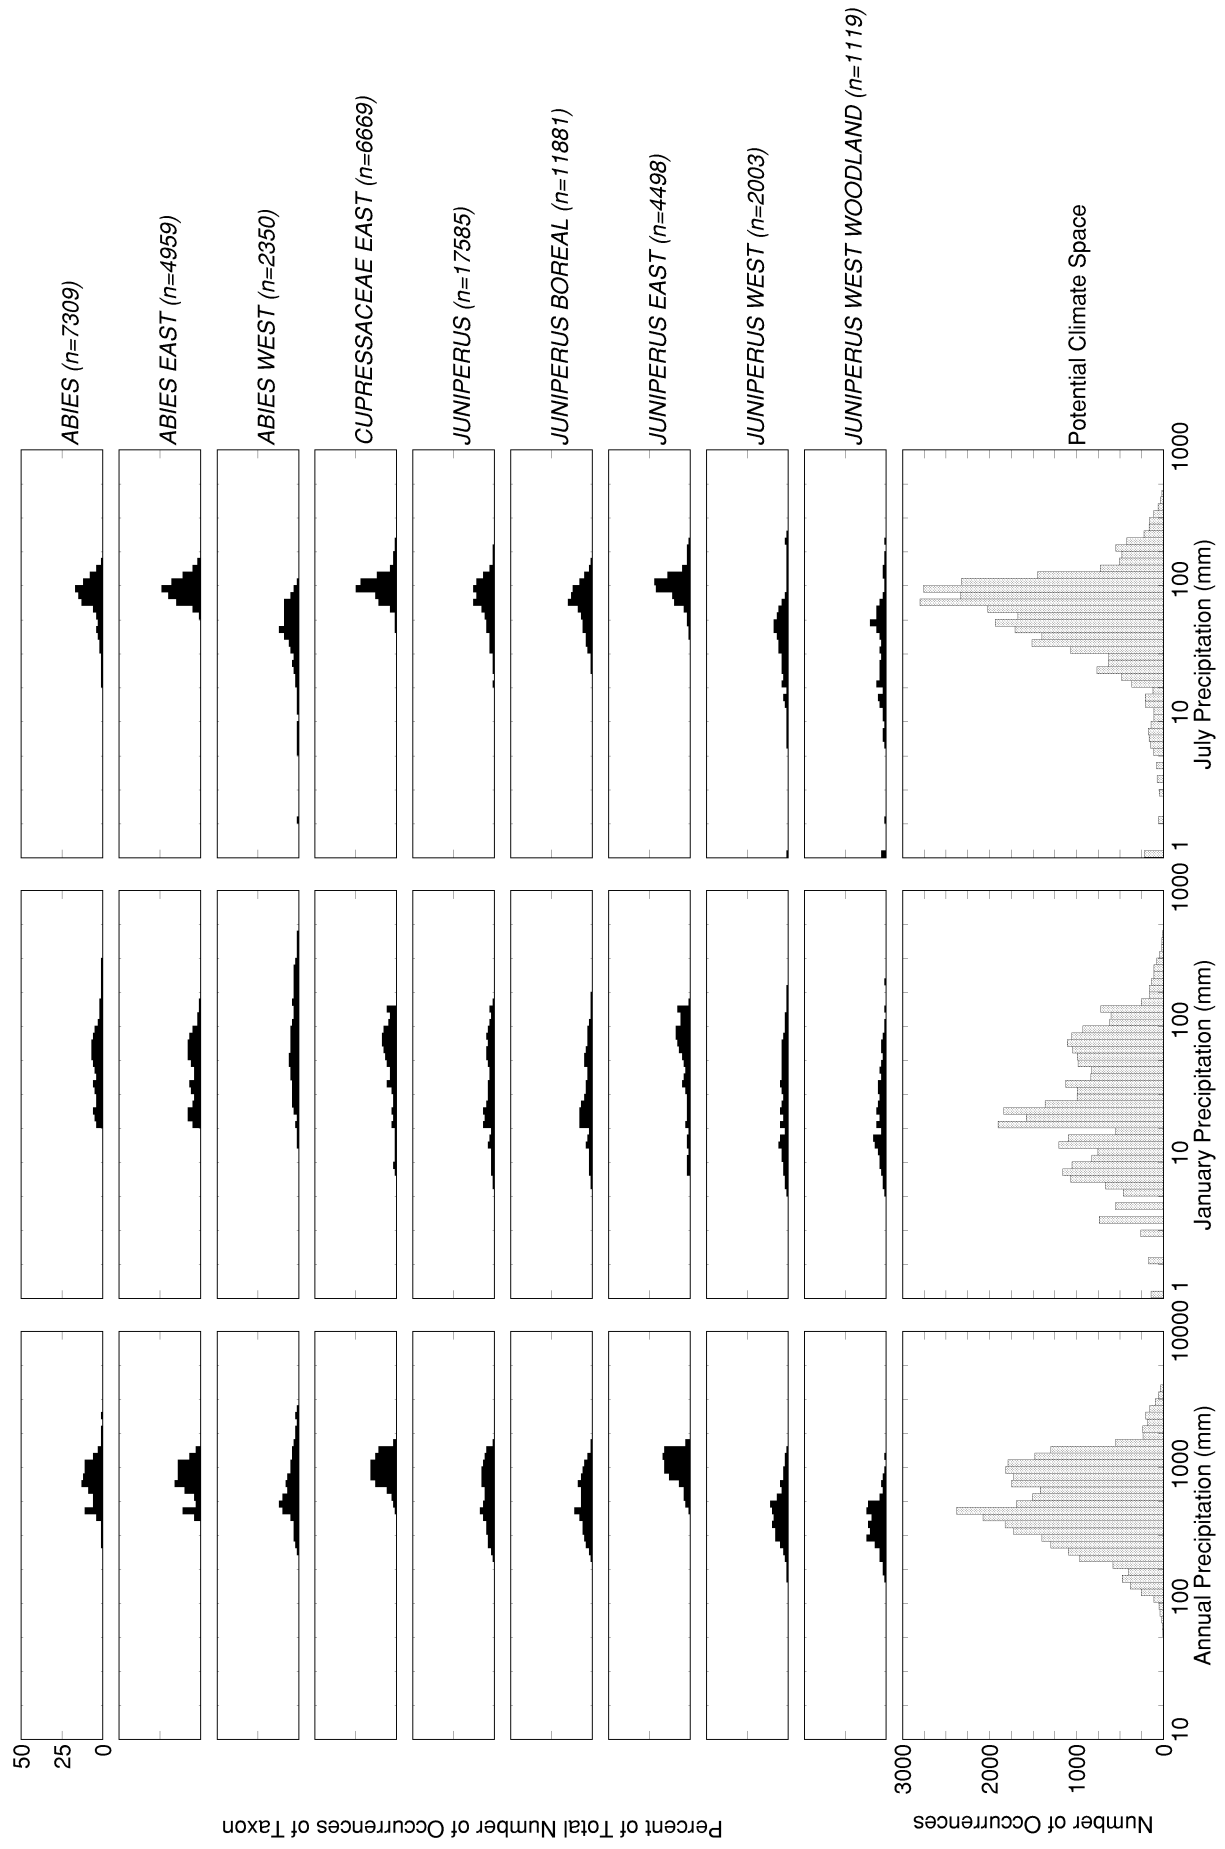 50
25
0
Percent of Total Number of Occurrences of Taxon
ABIES (n=7309)
ABIES EAST (n=4959)
ABIES WEST (n=2350)
CUPRESSACEAE EAST (n=6669)
JUNIPERUS (n=17585)
JUNIPERUS BOREAL (n=11881)
JUNIPERUS EAST (n=4498)
JUNIPERUS WEST (n=2003)
JUNIPERUS WEST WOODLAND (n=1119)
Potential Climate Space
3000
2000
1000
0
Number of Occurrences
10 100 1000 10000
Annual Precipitation (mm)
1 10 100 1000
January Precipitation (mm)
1 10 100 1000
July Precipitation (mm)